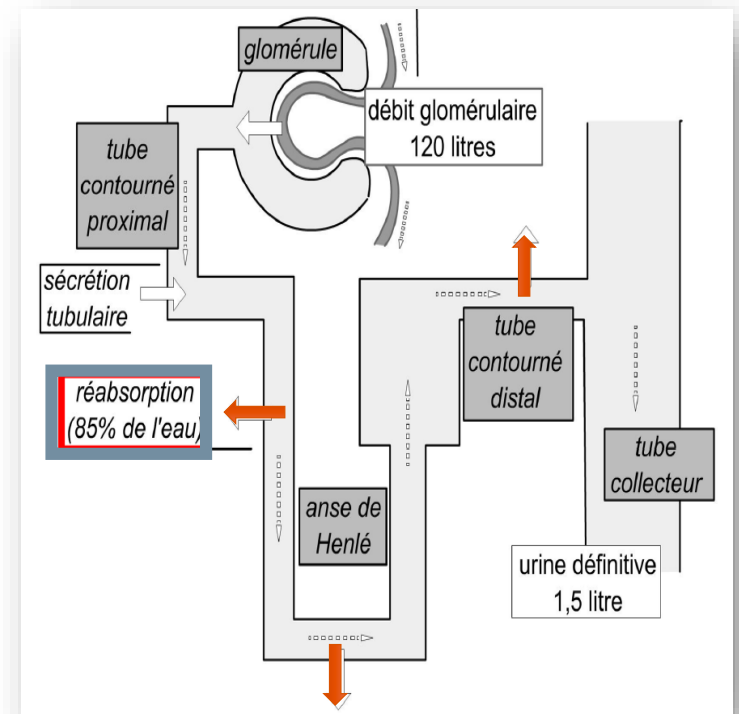 glomérule
débit glomérulaire
120 litres
tube
contourné
proximal
sécrétion
tubulaire
réabsorption
(85% de l'eau)
tube
contourné
distal
anse de
Henlé
tube
collecteur
urine définitive
1,5 litre